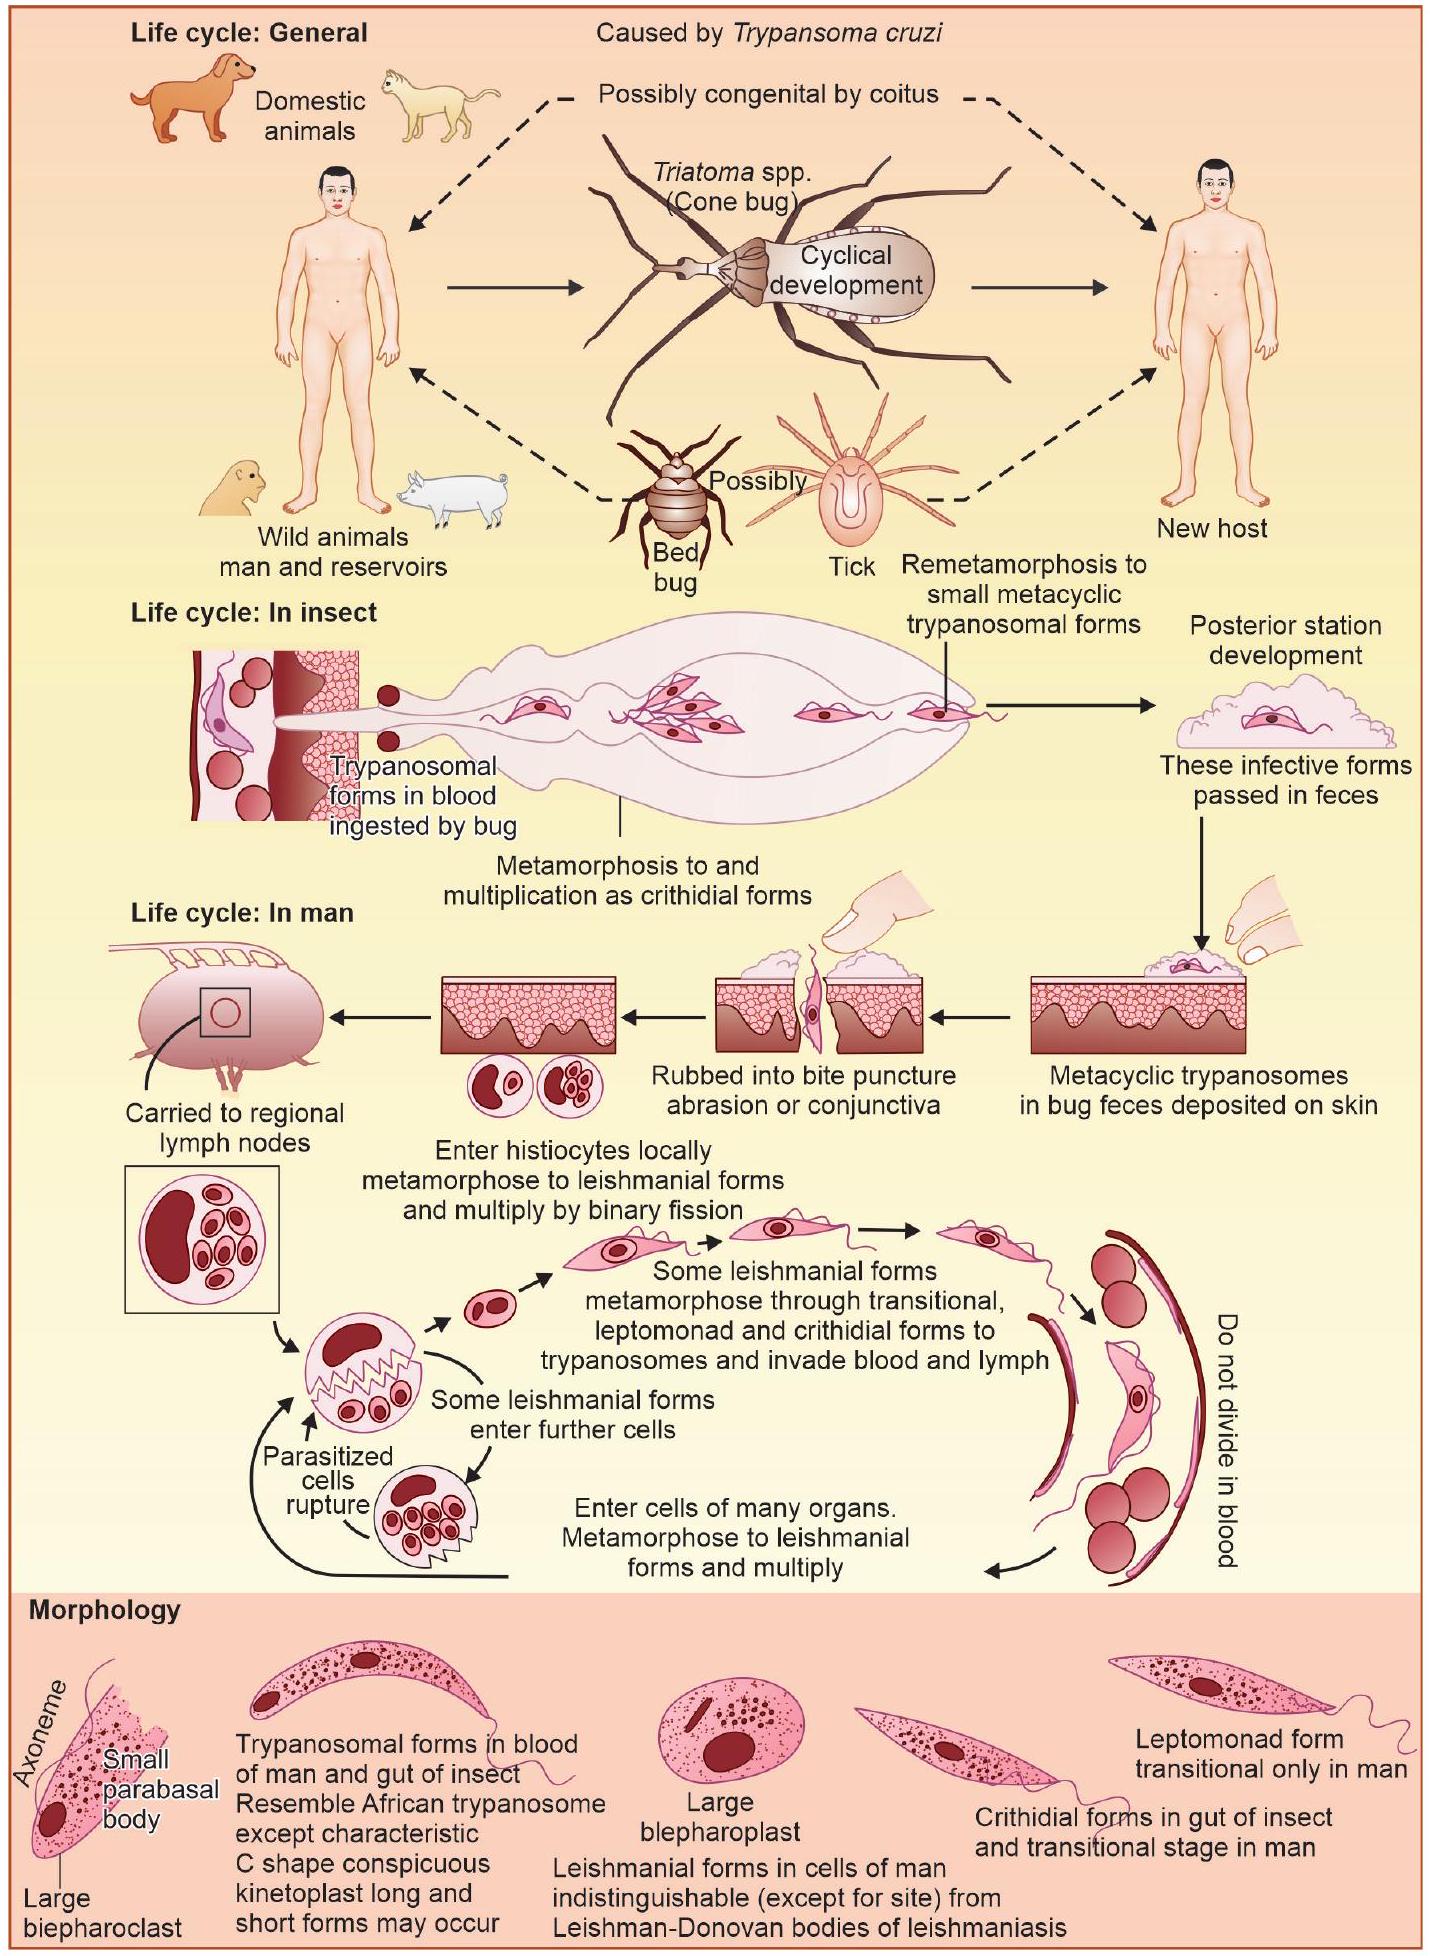 Life cycle: General
Caused by Trypansoma cruzi
Domestic
animals
Possibly congenital by coitus
Triatoma spp.
(Cone bug)
Cyclical
development
Possibly
Bed
bug
Tick
Wild animals
man and reservoirs
New host
Life cycle: In insect
Remetamorphosis to
small metacyclic
trypanosomal forms
Posterior station
development
Trypanosomal
forms in blood
ingested by bug
These infective forms
passed in feces
Metamorphosis to and
multiplication as crithidial forms
Life cycle: In man
Carried to regional
lymph nodes
Rubbed into bite puncture
abrasion or conjunctiva
Metacyclic trypanosomes
in bug feces deposited on skin
Enter histiocytes locally
metamorphose to leishmanial forms
and multiply by binary fission
Some leishmanial forms
metamorphose through transitional,
leptomonad and crithidial forms to
trypanosomes and invade blood and lymph
Do not divide in blood
Some leishmanial forms
enter further cells
Parasitized
cells
rupture
Enter cells of many organs.
Metamorphose to leishmanial
forms and multiply
Morphology
Axoneme
Small
parabasal
body
Large
biepharoclast
Trypanosomal forms in blood
of man and gut of insect
Resemble African trypanosome
except characteristic
C shape conspicuous
kinetoplast long and
short forms may occur
Large
blepharoplast
Leishmanial forms in cells of man
indistinguishable (except for site) from
Leishman-Donovan bodies of leishmaniasis
Crithidial forms in gut of insect
and transitional stage in man
Leptomonad form
transitional only in man